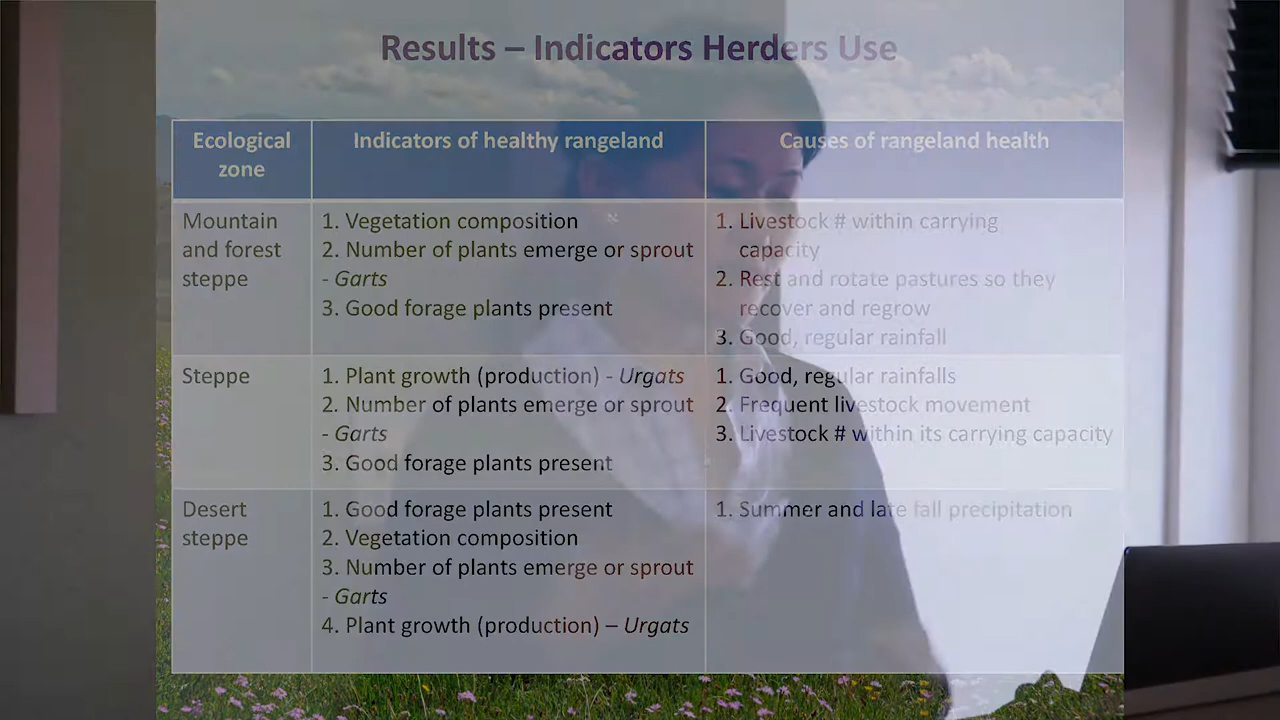 Results – Indicators Herders Use
Ecological
zone
Indicators of healthy rangeland
Causes of rangeland health
Mountain
and forest
steppe
1. Vegetation composition
2. Number of plants emerge or sprout
- Garts
3. Good forage plants present
1. Livestock # within carrying
capacity
2. Rest and rotate pastures so they
recover and regrow
3. Good, regular rainfall
Steppe
1. Plant growth (production) - Urgats
2. Number of plants emerge or sprout
- Garts
3. Good forage plants present
1. Good, regular rainfalls
2. Frequent livestock movement
3. Livestock # within its carrying capacity
Desert
steppe
1. Good forage plants present
2. Vegetation composition
3. Number of plants emerge or sprout
- Garts
4. Plant growth (production) – Urgats
1. Summer and late fall precipitation